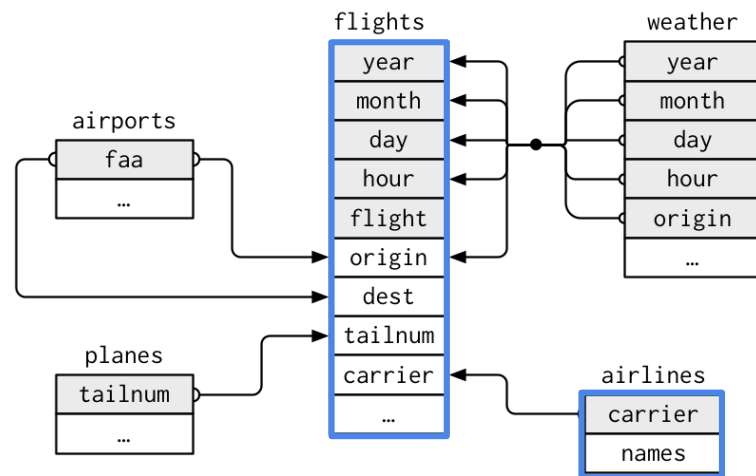 flights
year
month
day
hour
flight
origin
dest
tailnum
carrier
…
weather
year
month
day
hour
origin
…
airports
faa
…
planes
tailnum
…
airlines
carrier
names